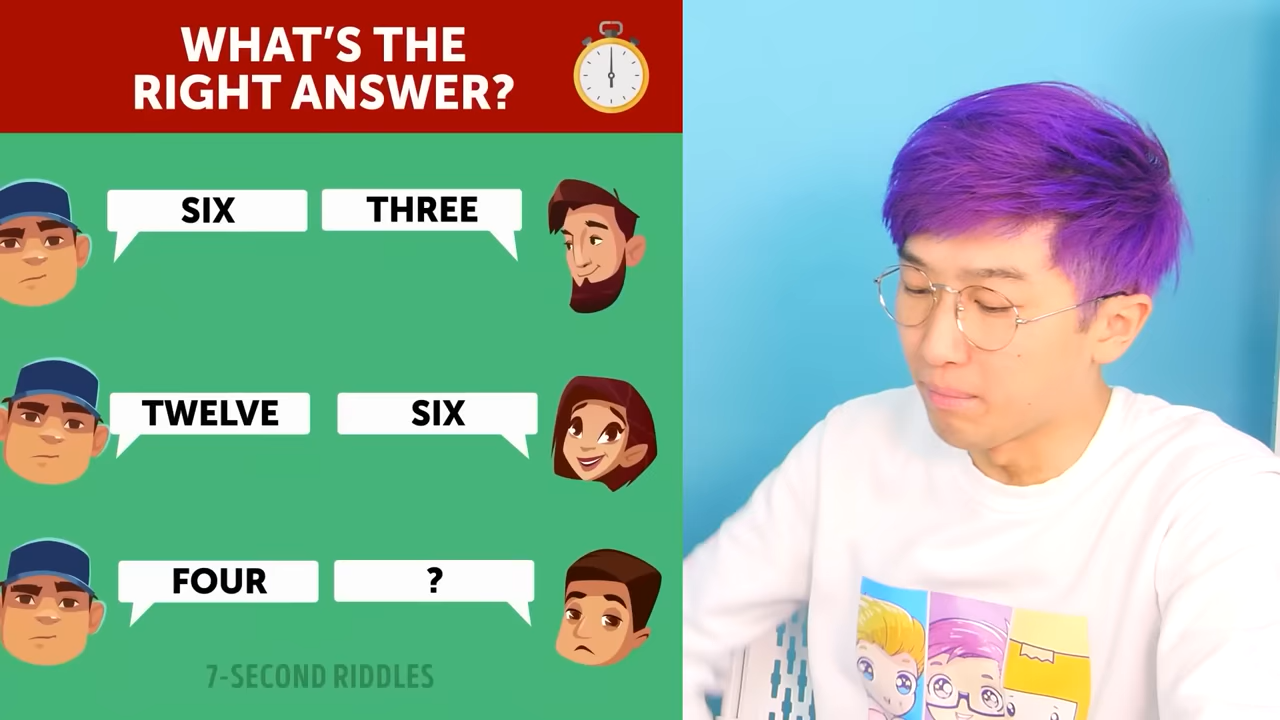 WHAT'S THE
RIGHT ANSWER?
SIX
THREE
TWELVE
SIX
FOUR
?
7-SECOND RIDDLES